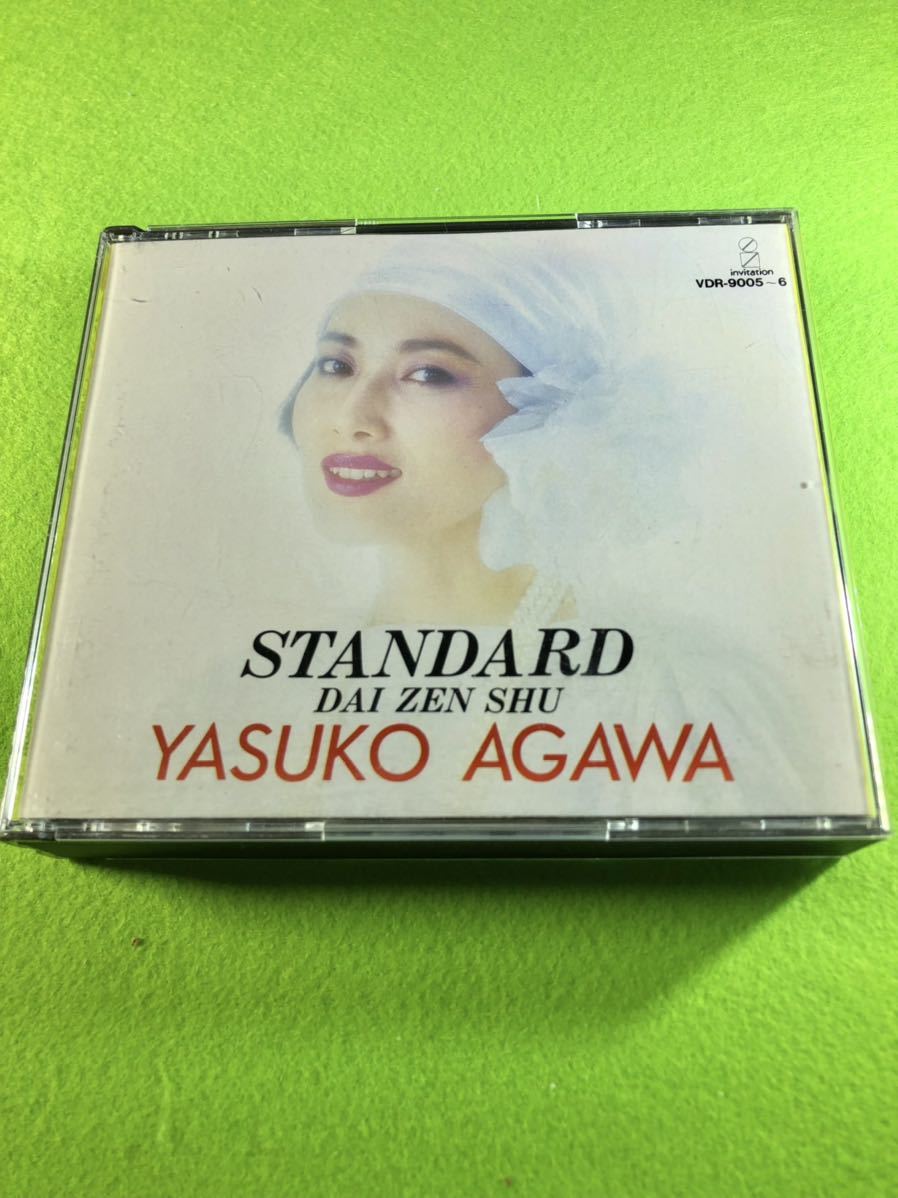 invitation
VDR-9005~6
STANDARD
DAI ZEN SHU
YASUKO AGAWA